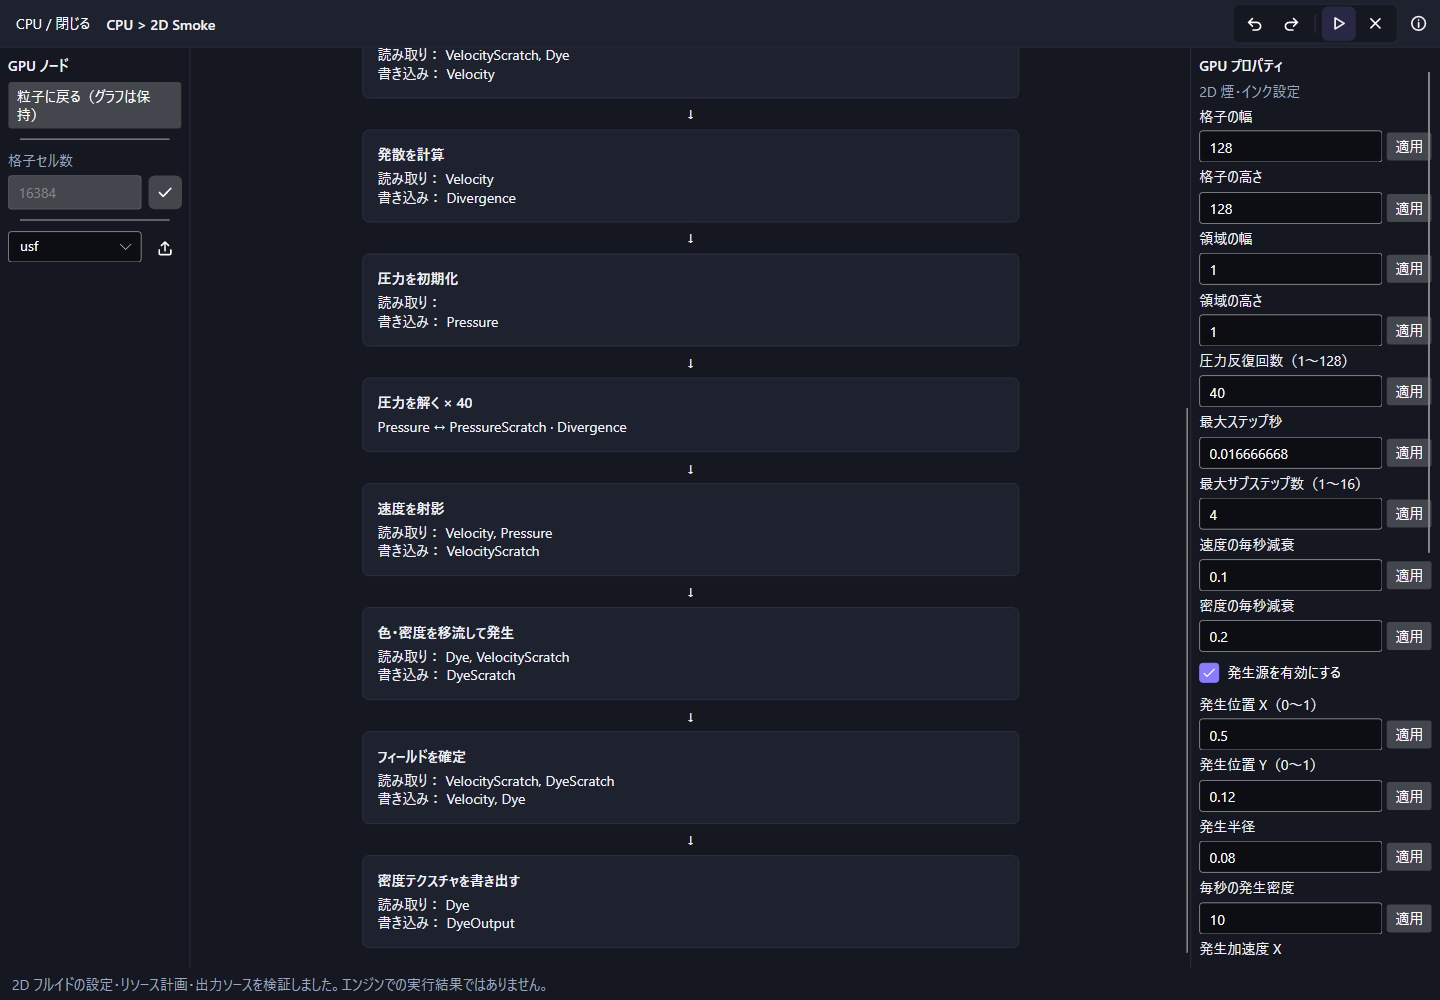 CPU / 閉じる
CPU > 2D Smoke
GPU ノード
粒子に戻る（グラフは保
持）
格子セル数
16384
usf
読み取り： VelocityScratch, Dye
書き込み： Velocity
↓
発散を計算
読み取り： Velocity
書き込み： Divergence
↓
圧力を初期化
読み取り：
書き込み： Pressure
↓
圧力を解く × 40
Pressure ↔ PressureScratch · Divergence
↓
速度を射影
読み取り： Velocity, Pressure
書き込み： VelocityScratch
↓
色・密度を移流して発生
読み取り： Dye, VelocityScratch
書き込み： DyeScratch
↓
フィールドを確定
読み取り： VelocityScratch, DyeScratch
書き込み： Velocity, Dye
↓
密度テクスチャを書き出す
読み取り： Dye
書き込み： DyeOutput
GPU プロパティ
2D 煙・インク設定
格子の幅
128 適用
格子の高さ
128 適用
領域の幅
1 適用
領域の高さ
1 適用
圧力反復回数（1～128）
40 適用
最大ステップ秒
0.016666668 適用
最大サブステップ数（1～16）
4 適用
速度の毎秒減衰
0.1 適用
密度の毎秒減衰
0.2 適用
発生源を有効にする
発生位置 X（0～1）
0.5 適用
発生位置 Y（0～1）
0.12 適用
発生半径
0.08 適用
毎秒の発生密度
10 適用
発生加速度 X
2D フルイドの設定・リソース計画・出力ソースを検証しました。エンジンでの実行結果ではありません。